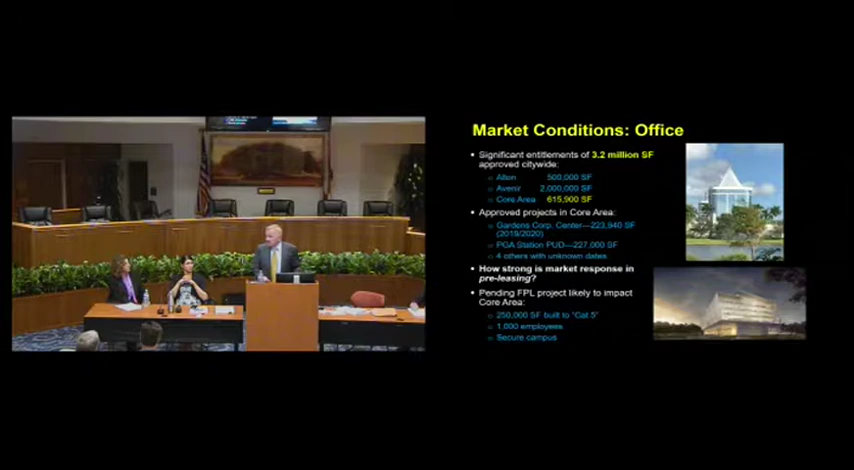 Market Conditions: Office
▪ Significant entitlements of 3.2 million SF
approved citywide:
o Alton 500,000 SF
o Avenir 2,000,000 SF
o Core Area 615,900 SF
▪ Approved projects in Core Area:
o Gardens Corp. Center—223,940 SF
(2019/2020)
o PGA Station PUD—227,000 SF
o 4 others with unknown dates
▪ How strong is market response in
pre-leasing?
▪ Pending FPL project likely to impact
Core Area:
o 250,000 SF built to "Cat 5"
o 1,000 employees
o Secure campus